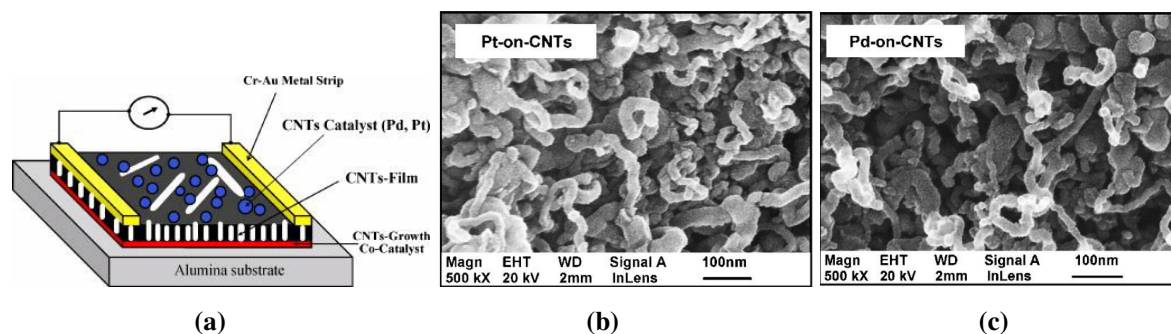 Cr-Au Metal Strip
CNTs Catalyst (Pd, Pt)
CNTs-Film
CNTs-Growth
Co-Catalyst
Alumina substrate
(a)
Pt-on-CNTs
Magn EHT WD Signal A 100nm
500 kX 20 kV 2mm InLens
(b)
Pd-on-CNTs
Magn EHT WD Signal A 100nm
500 kX 20 kV 2mm InLens
(c)